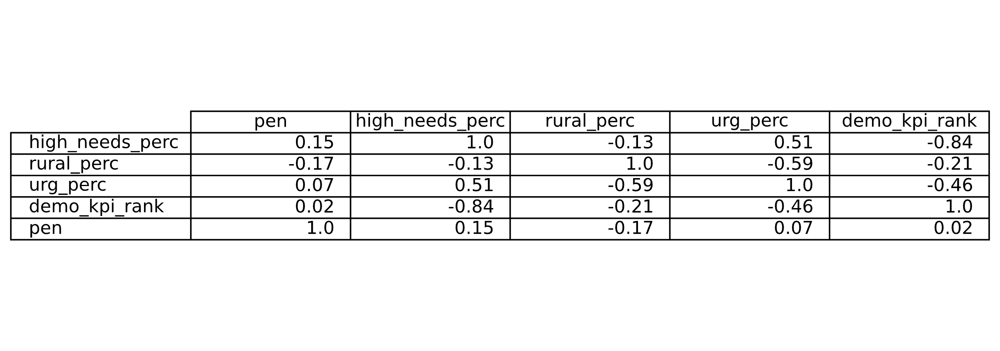 pen high_needs_perc rural_perc urg_perc demo_kpi_rank
high_needs_perc 0.15 1.0 -0.13 0.51 -0.84
rural_perc -0.17 -0.13 1.0 -0.59 -0.21
urg_perc 0.07 0.51 -0.59 1.0 -0.46
demo_kpi_rank 0.02 -0.84 -0.21 -0.46 1.0
pen 1.0 0.15 -0.17 0.07 0.02